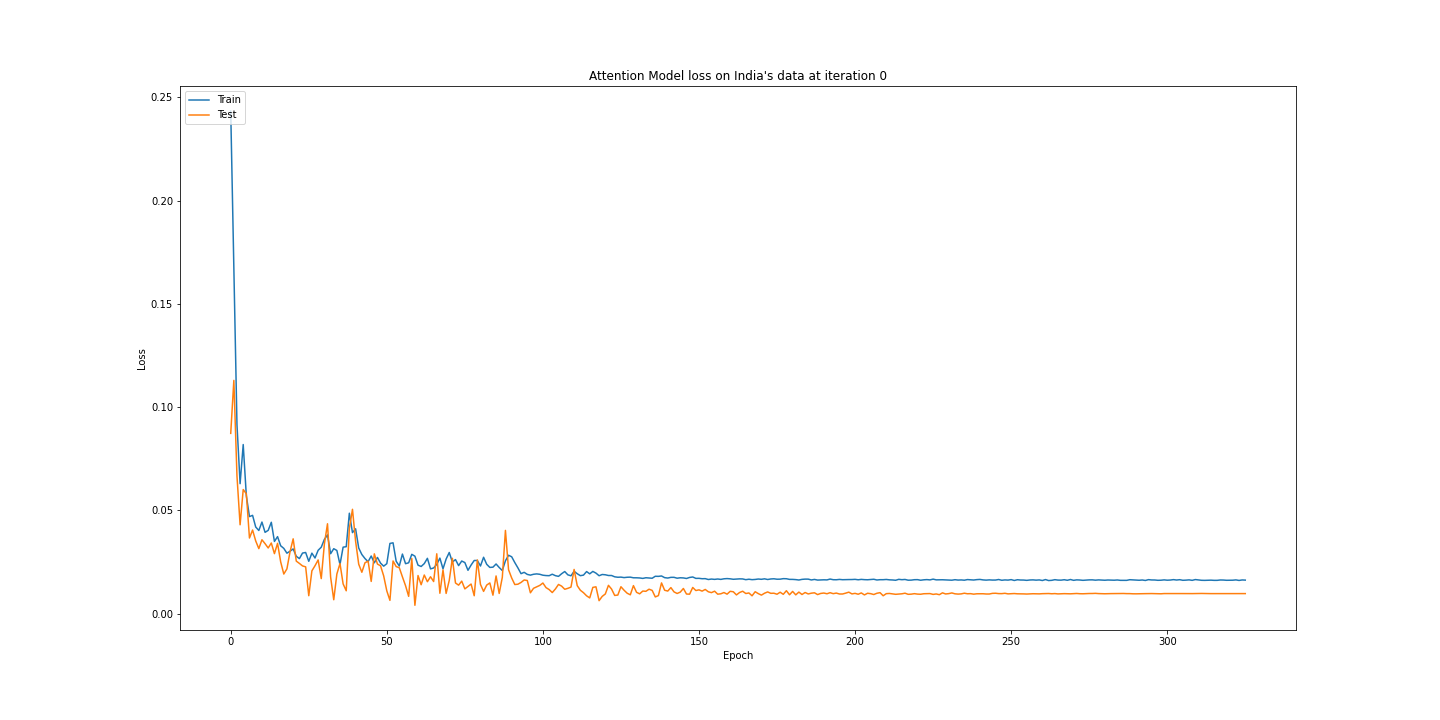 Attention Model loss on India's data at iteration 0
Train
Test
0.25
0.20
0.15
0.10
0.05
0.00
Loss
0 50 100 150 200 250 300
Epoch